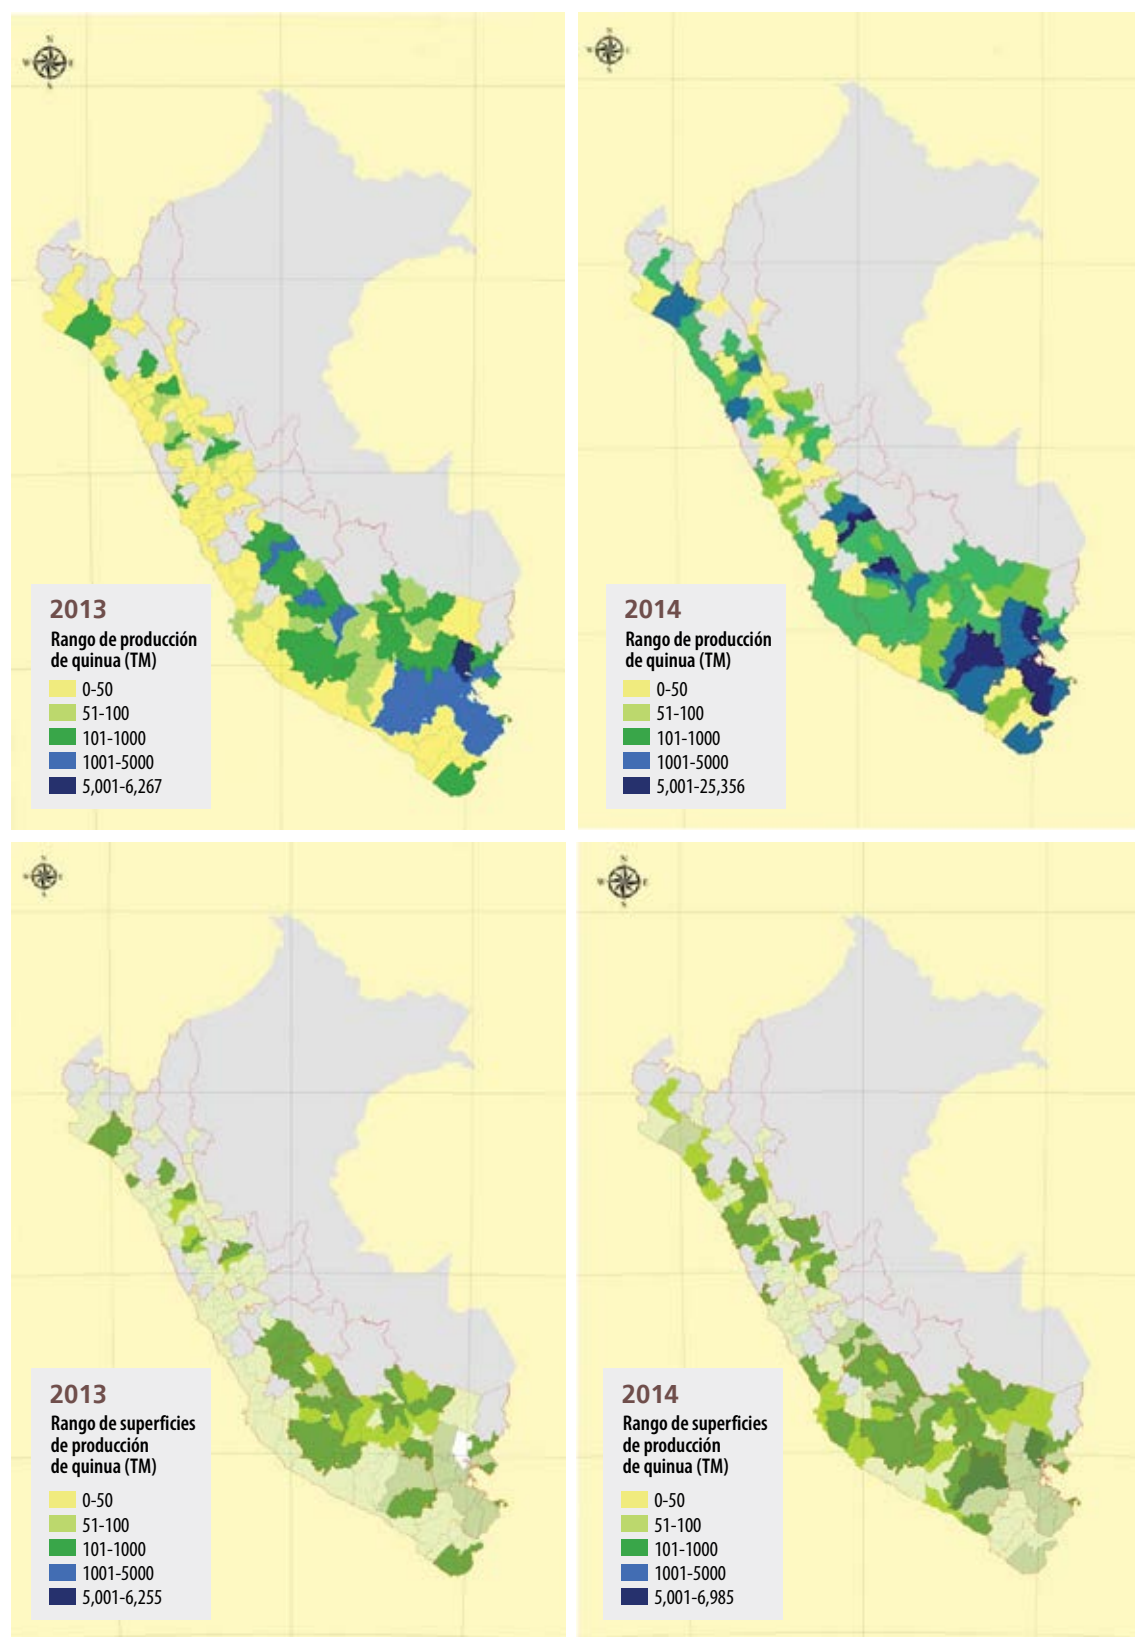 N
W E
S
2013
Rango de producción
de quinua (TM)
0-50
51-100
101-1000
1001-5000
5,001-6,267
N
W E
S
2014
Rango de producción
de quinua (TM)
0-50
51-100
101-1000
1001-5000
5,001-25,356
N
W E
2013
Rango de superficies
de producción
de quinua (TM)
0-50
51-100
101-1000
1001-5000
5,001-6,255
N
W E
2014
Rango de superficies
de producción
de quinua (TM)
0-50
51-100
101-1000
1001-5000
5,001-6,985